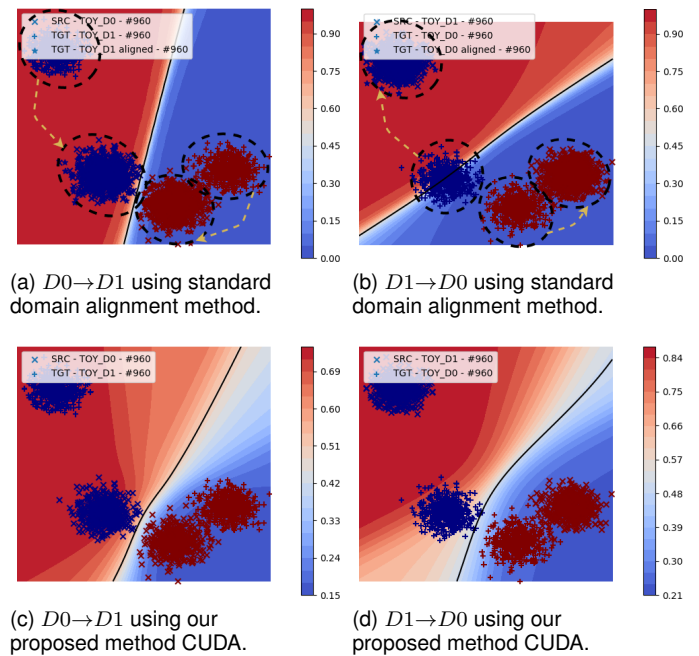 SRC - TOY_D0 - #960
TGT - TOY_D1 - #960
TGT - TOY_D1 aligned - #960
0.90
0.75
0.60
0.45
0.30
0.15
0.00
(a) D0→D1 using standard
domain alignment method.
SRC - TOY_D1 - #960
TGT - TOY_D0 - #960
TGT - TOY_D0 aligned - #960
0.90
0.75
0.60
0.45
0.30
0.15
0.00
(b) D1→D0 using standard
domain alignment method.
SRC - TOY_D0 - #960
TGT - TOY_D1 - #960
0.69
0.60
0.51
0.42
0.33
0.24
0.15
(c) D0→D1 using our
proposed method CUDA.
SRC - TOY_D1 - #960
TGT - TOY_D0 - #960
0.84
0.75
0.66
0.57
0.48
0.39
0.30
0.21
(d) D1→D0 using our
proposed method CUDA.